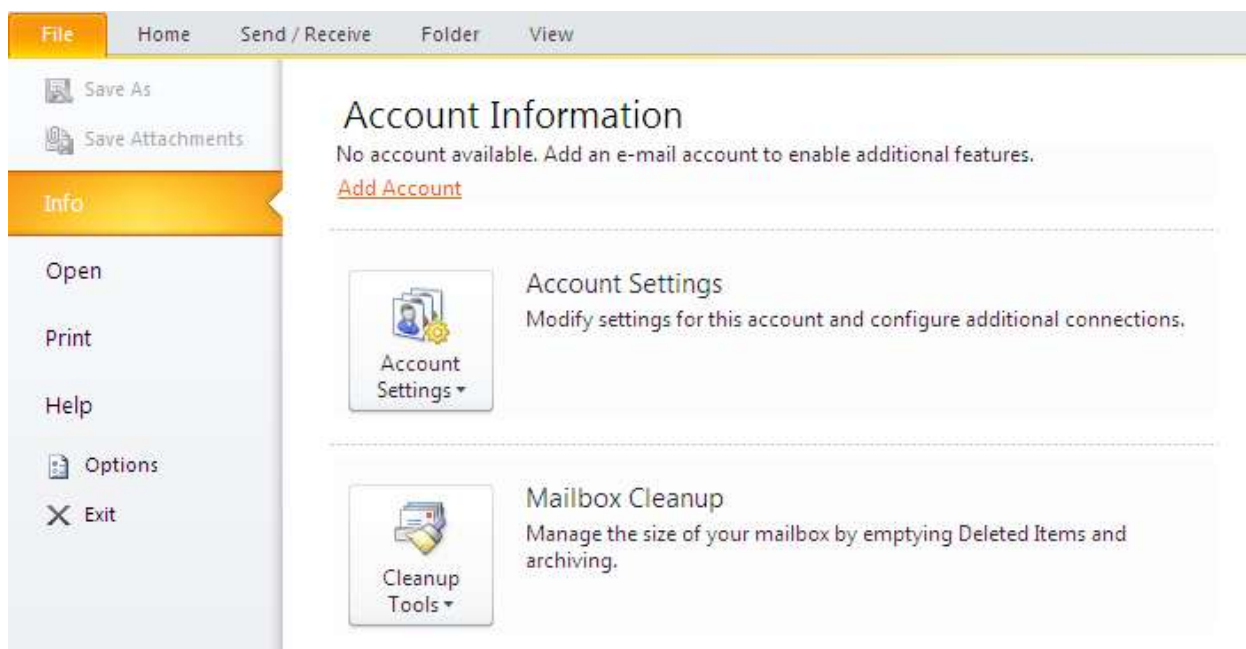 File Home Send / Receive Folder View
Save As
Save Attachments
Info
Open
Print
Help
Options
Exit
Account Information
No account available. Add an e-mail account to enable additional features.
Add Account
Account
Settings
Account Settings
Modify settings for this account and configure additional connections.
Cleanup
Tools
Mailbox Cleanup
Manage the size of your mailbox by emptying Deleted Items and
archiving.